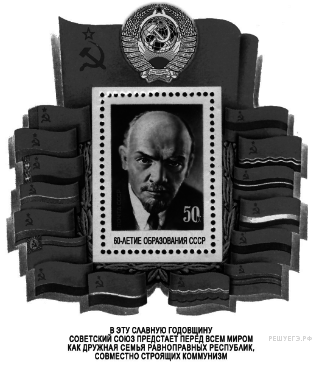 50к
60-ЛЕТИЕ ОБРАЗОВАНИЯ СССР
В ЭТУ СЛАВНУЮ ГОДОВЩИНУ
СОВЕТСКИЙ СОЮЗ ПРЕДСТАЕТ ПЕРЕД ВСЕМ МИРОМ
КАК ДРУЖНАЯ СЕМЬЯ РАВНОПРАВНЫХ РЕСПУБЛИК,
СОВМЕСТНО СТРОЯЩИХ КОММУНИЗМ
РЕШУЕГЭ.РФ